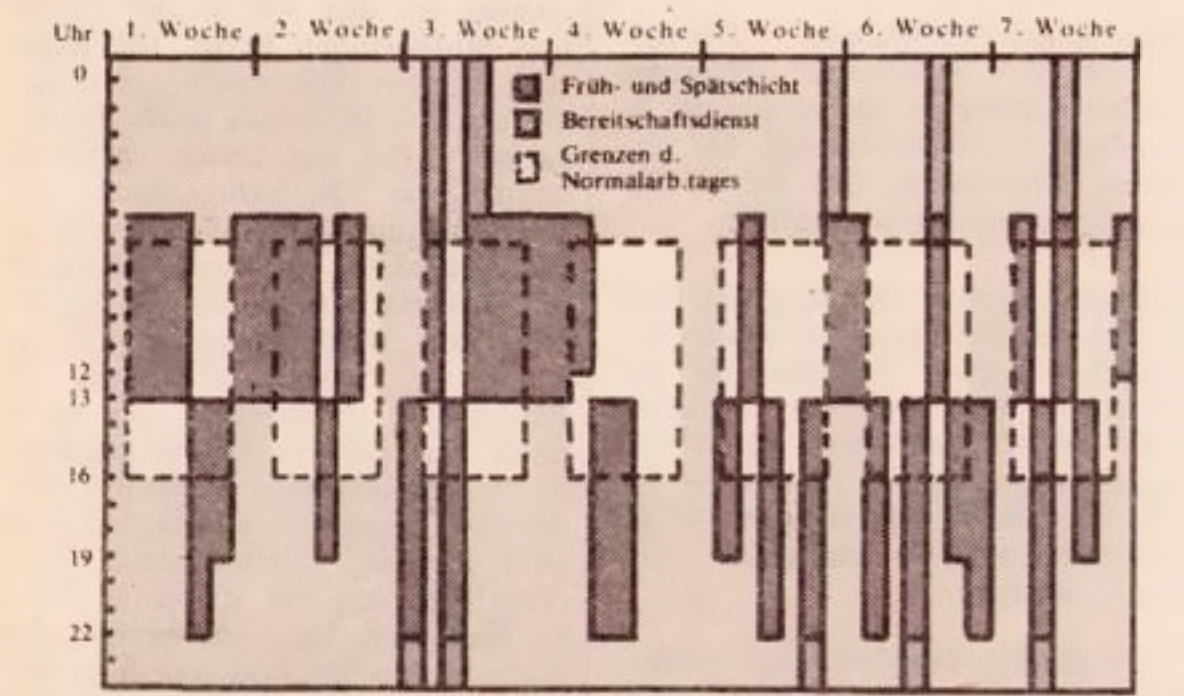 Uhr 1. Woche 2. Woche 3. Woche 4. Woche 5. Woche 6. Woche 7. Woche
0
Früh- und Spätschicht
Bereitschaftsdienst
Grenzen d.
Normalarb.tages
12
13
16
19
22